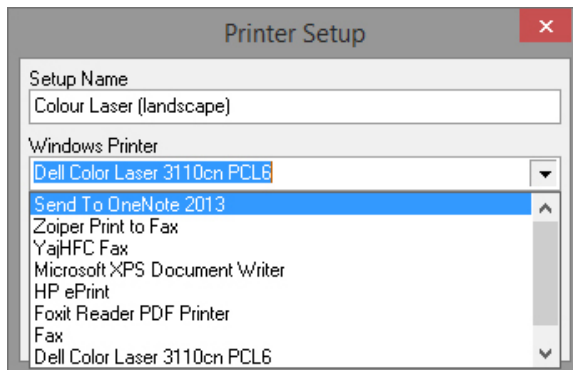 Printer Setup
Setup Name
Colour Laser (landscape)
Windows Printer
Dell Color Laser 3110cn PCL6
Send To OneNote 2013
Zoiper Print to Fax
YajHFC Fax
Microsoft XPS Document Writer
HP ePrint
Foxit Reader PDF Printer
Fax
Dell Color Laser 3110cn PCL6